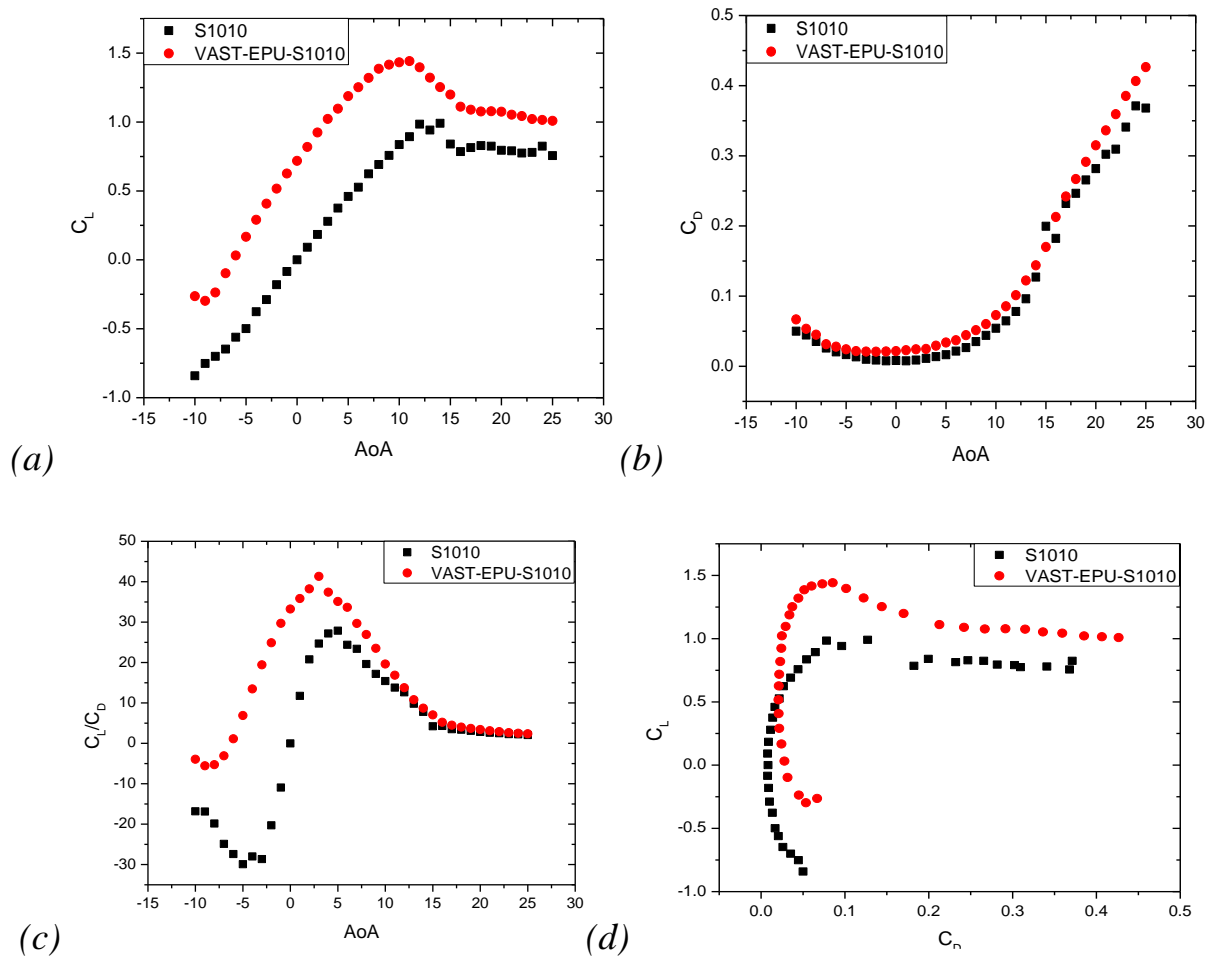 S1010
VAST-EPU-S1010
1.5
1.0
0.5
0.0
-0.5
-1.0
C_L
-15 -10 -5 0 5 10 15 20 25 30
AoA
(a)
S1010
VAST-EPU-S1010
0.5
0.4
0.3
0.2
0.1
0.0
C_D
-15 -10 -5 0 5 10 15 20 25 30
AoA
(b)
S1010
VAST-EPU-S1010
50
40
30
20
10
0
-10
-20
-30
C_L/C_D
-15 -10 -5 0 5 10 15 20 25 30
AoA
(c)
S1010
VAST-EPU-S1010
1.5
1.0
0.5
0.0
-0.5
-1.0
C_L
0.0 0.1 0.2 0.3 0.4 0.5
C_D
(d)